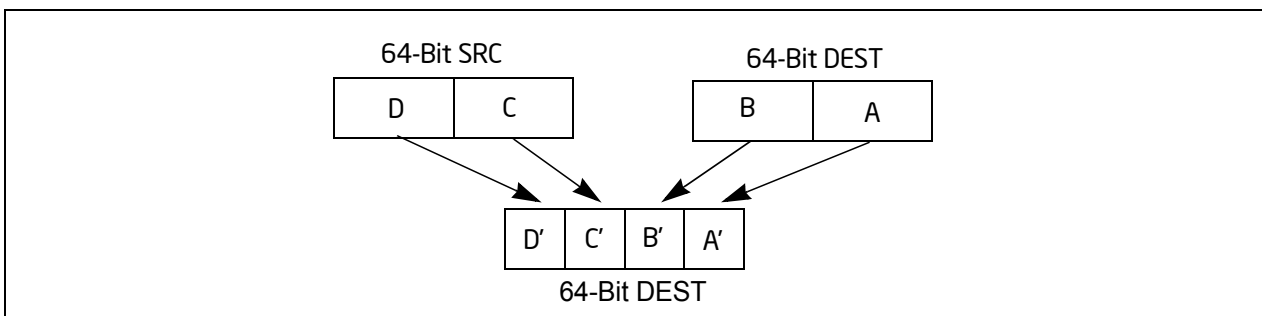 64-Bit SRC
64-Bit DEST
D C
B A
D’ C’ B’ A’
64-Bit DEST